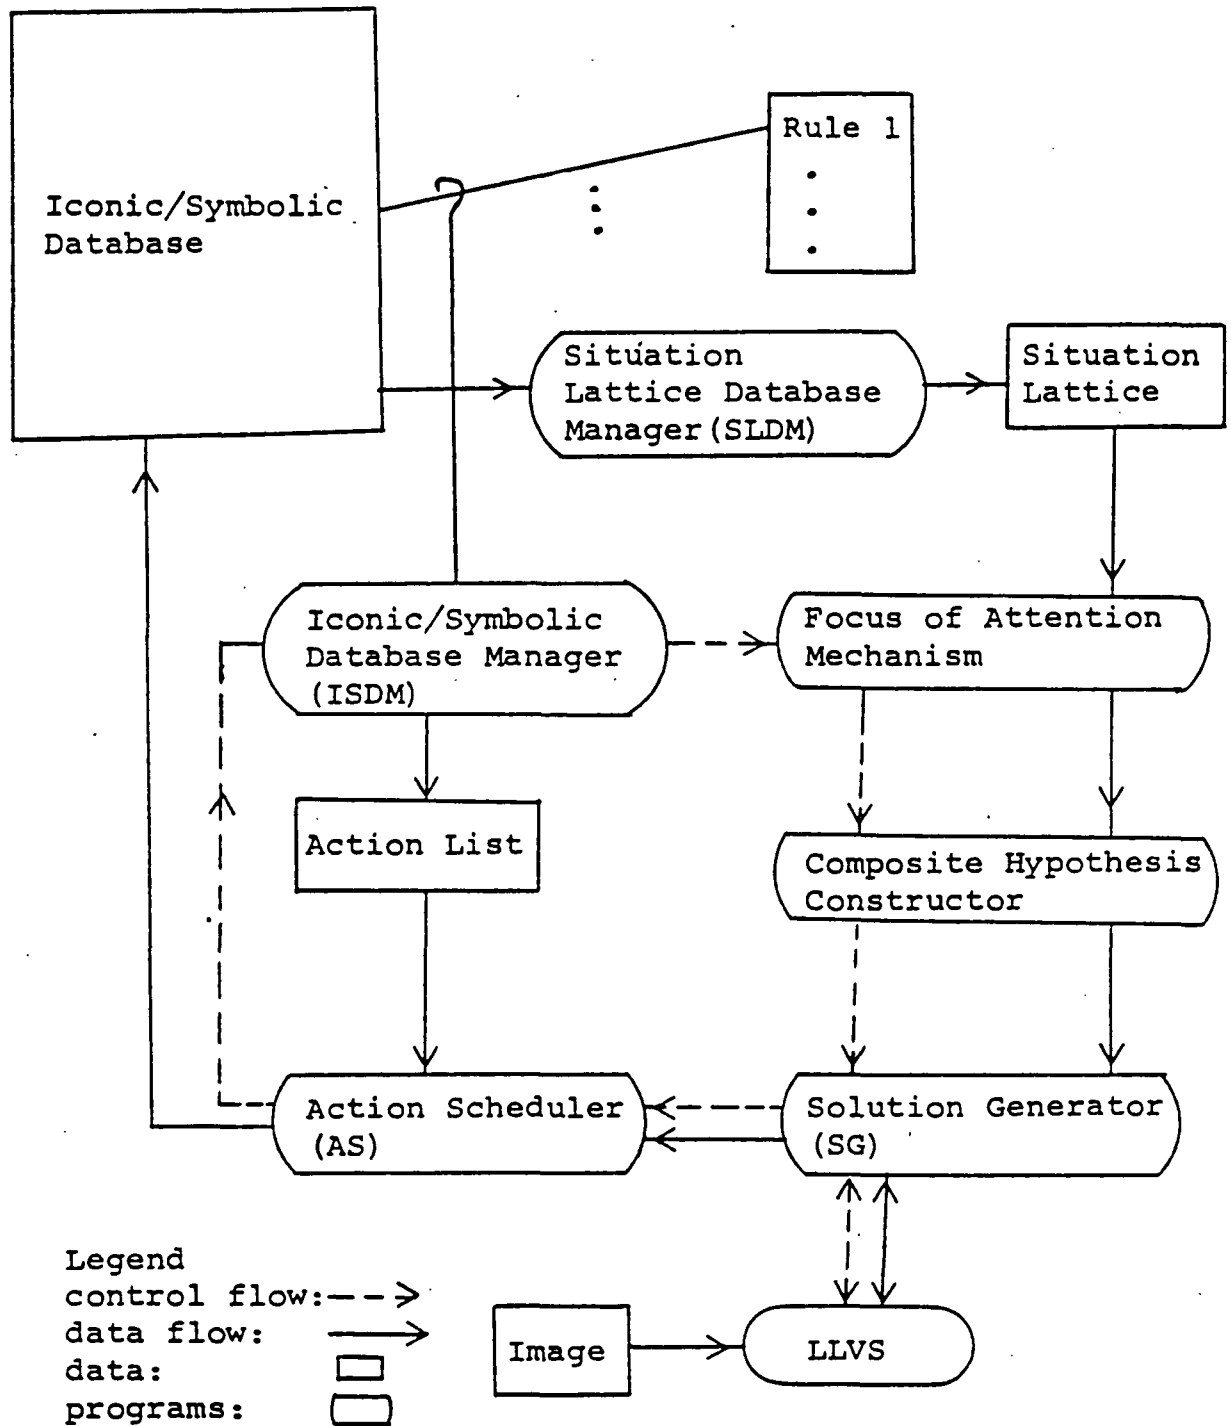 Rule 1
Iconic/Symbolic
Database
Situation
Lattice Database
Manager (SLDM)
Situation
Lattice
Iconic/Symbolic
Database Manager
(ISDM)
Focus of Attention
Mechanism
Action List
Composite Hypothesis
Constructor
Action Scheduler
(AS)
Solution Generator
(SG)
Legend
control flow:
data flow:
data:
programs:
Image
LLVS